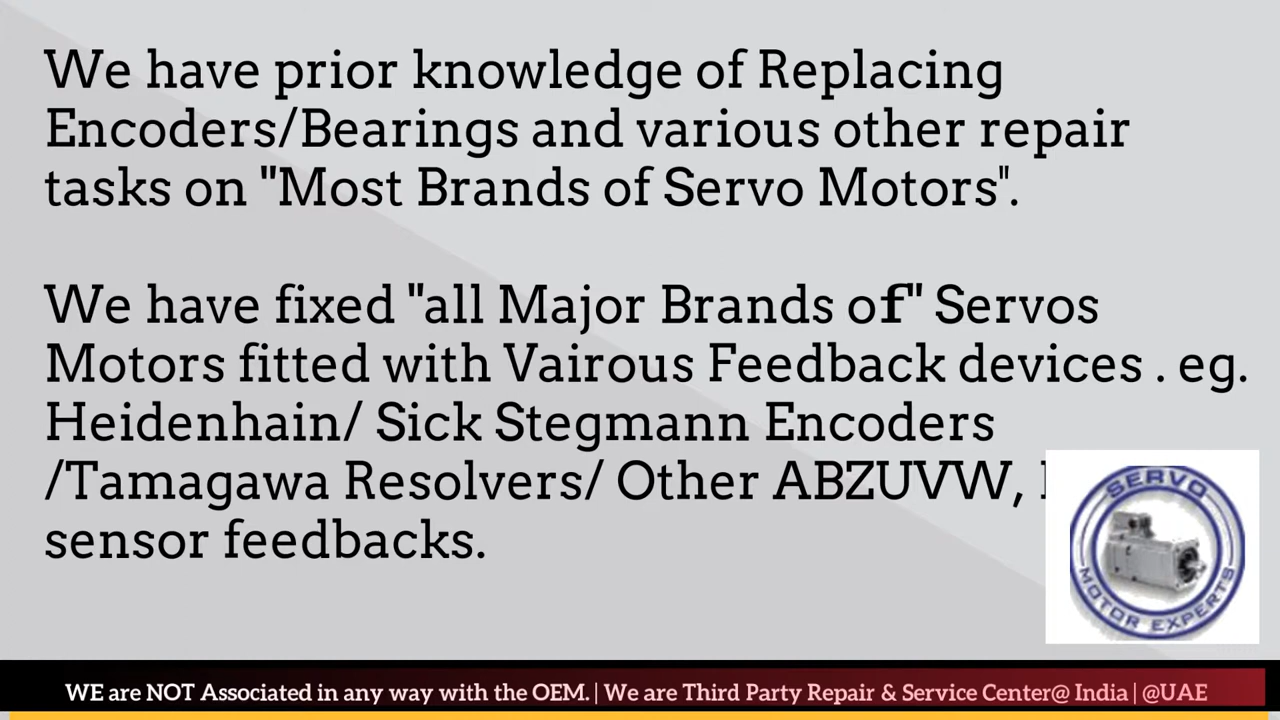 We have prior knowledge of Replacing
Encoders/Bearings and various other repair
tasks on "Most Brands of Servo Motors".
We have fixed "all Major Brands of" Servos
Motors fitted with Vairous Feedback devices . eg.
Heidenhain/ Sick Stegmann Encoders
/Tamagawa Resolvers/ Other ABZUVW,
sensor feedbacks.
SERVO
MOTOR EXPERTS
WE are NOT Associated in any way with the OEM. | We are Third Party Repair & Service Center@ India | @UAE